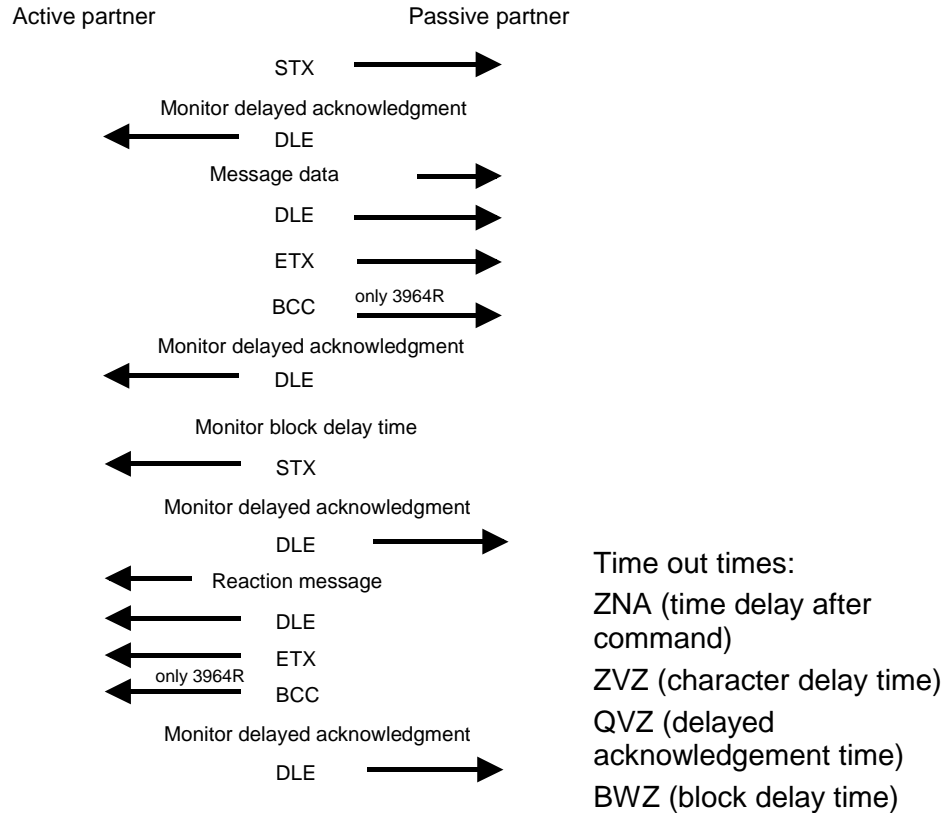 Active partner
Passive partner
STX
Monitor delayed acknowledgment
DLE
Message data
DLE
ETX
BCC
only 3964R
Monitor delayed acknowledgment
DLE
Monitor block delay time
STX
Monitor delayed acknowledgment
DLE
Reaction message
DLE
ETX
only 3964R
BCC
Monitor delayed acknowledgment
DLE
Time out times:
ZNA (time delay after
command)
ZVZ (character delay time)
QVZ (delayed
acknowledgement time)
BWZ (block delay time)